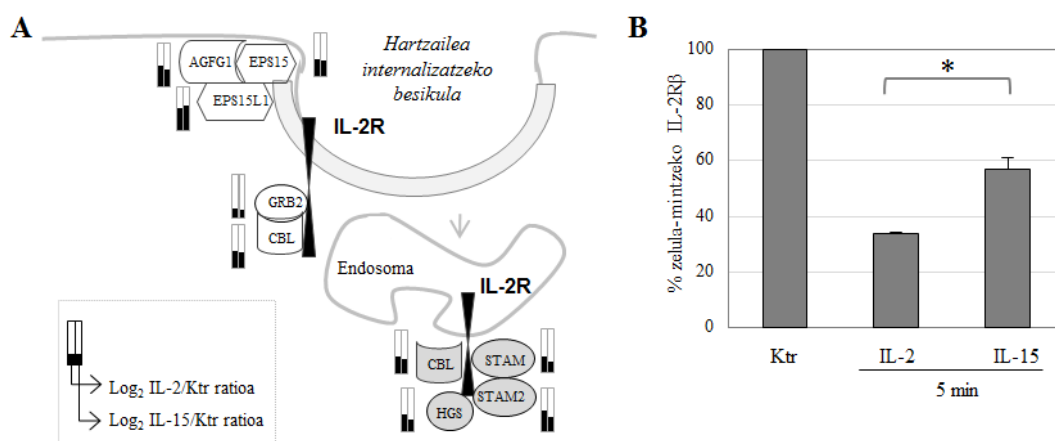 A
AGFG1
EPS15
EPS15L1
Hartzailea
internalizatzeko
besikula
IL-2R
GRB2
CBL
Endosoma
IL-2R
CBL
STAM
STAM2
HGS
Log₂ IL-2/Ktr ratioa
Log₂ IL-15/Ktr ratioa
B
% zelula-mintzeko IL-2Rβ
100
80
60
40
20
0
*
Ktr
IL-2
IL-15
5 min